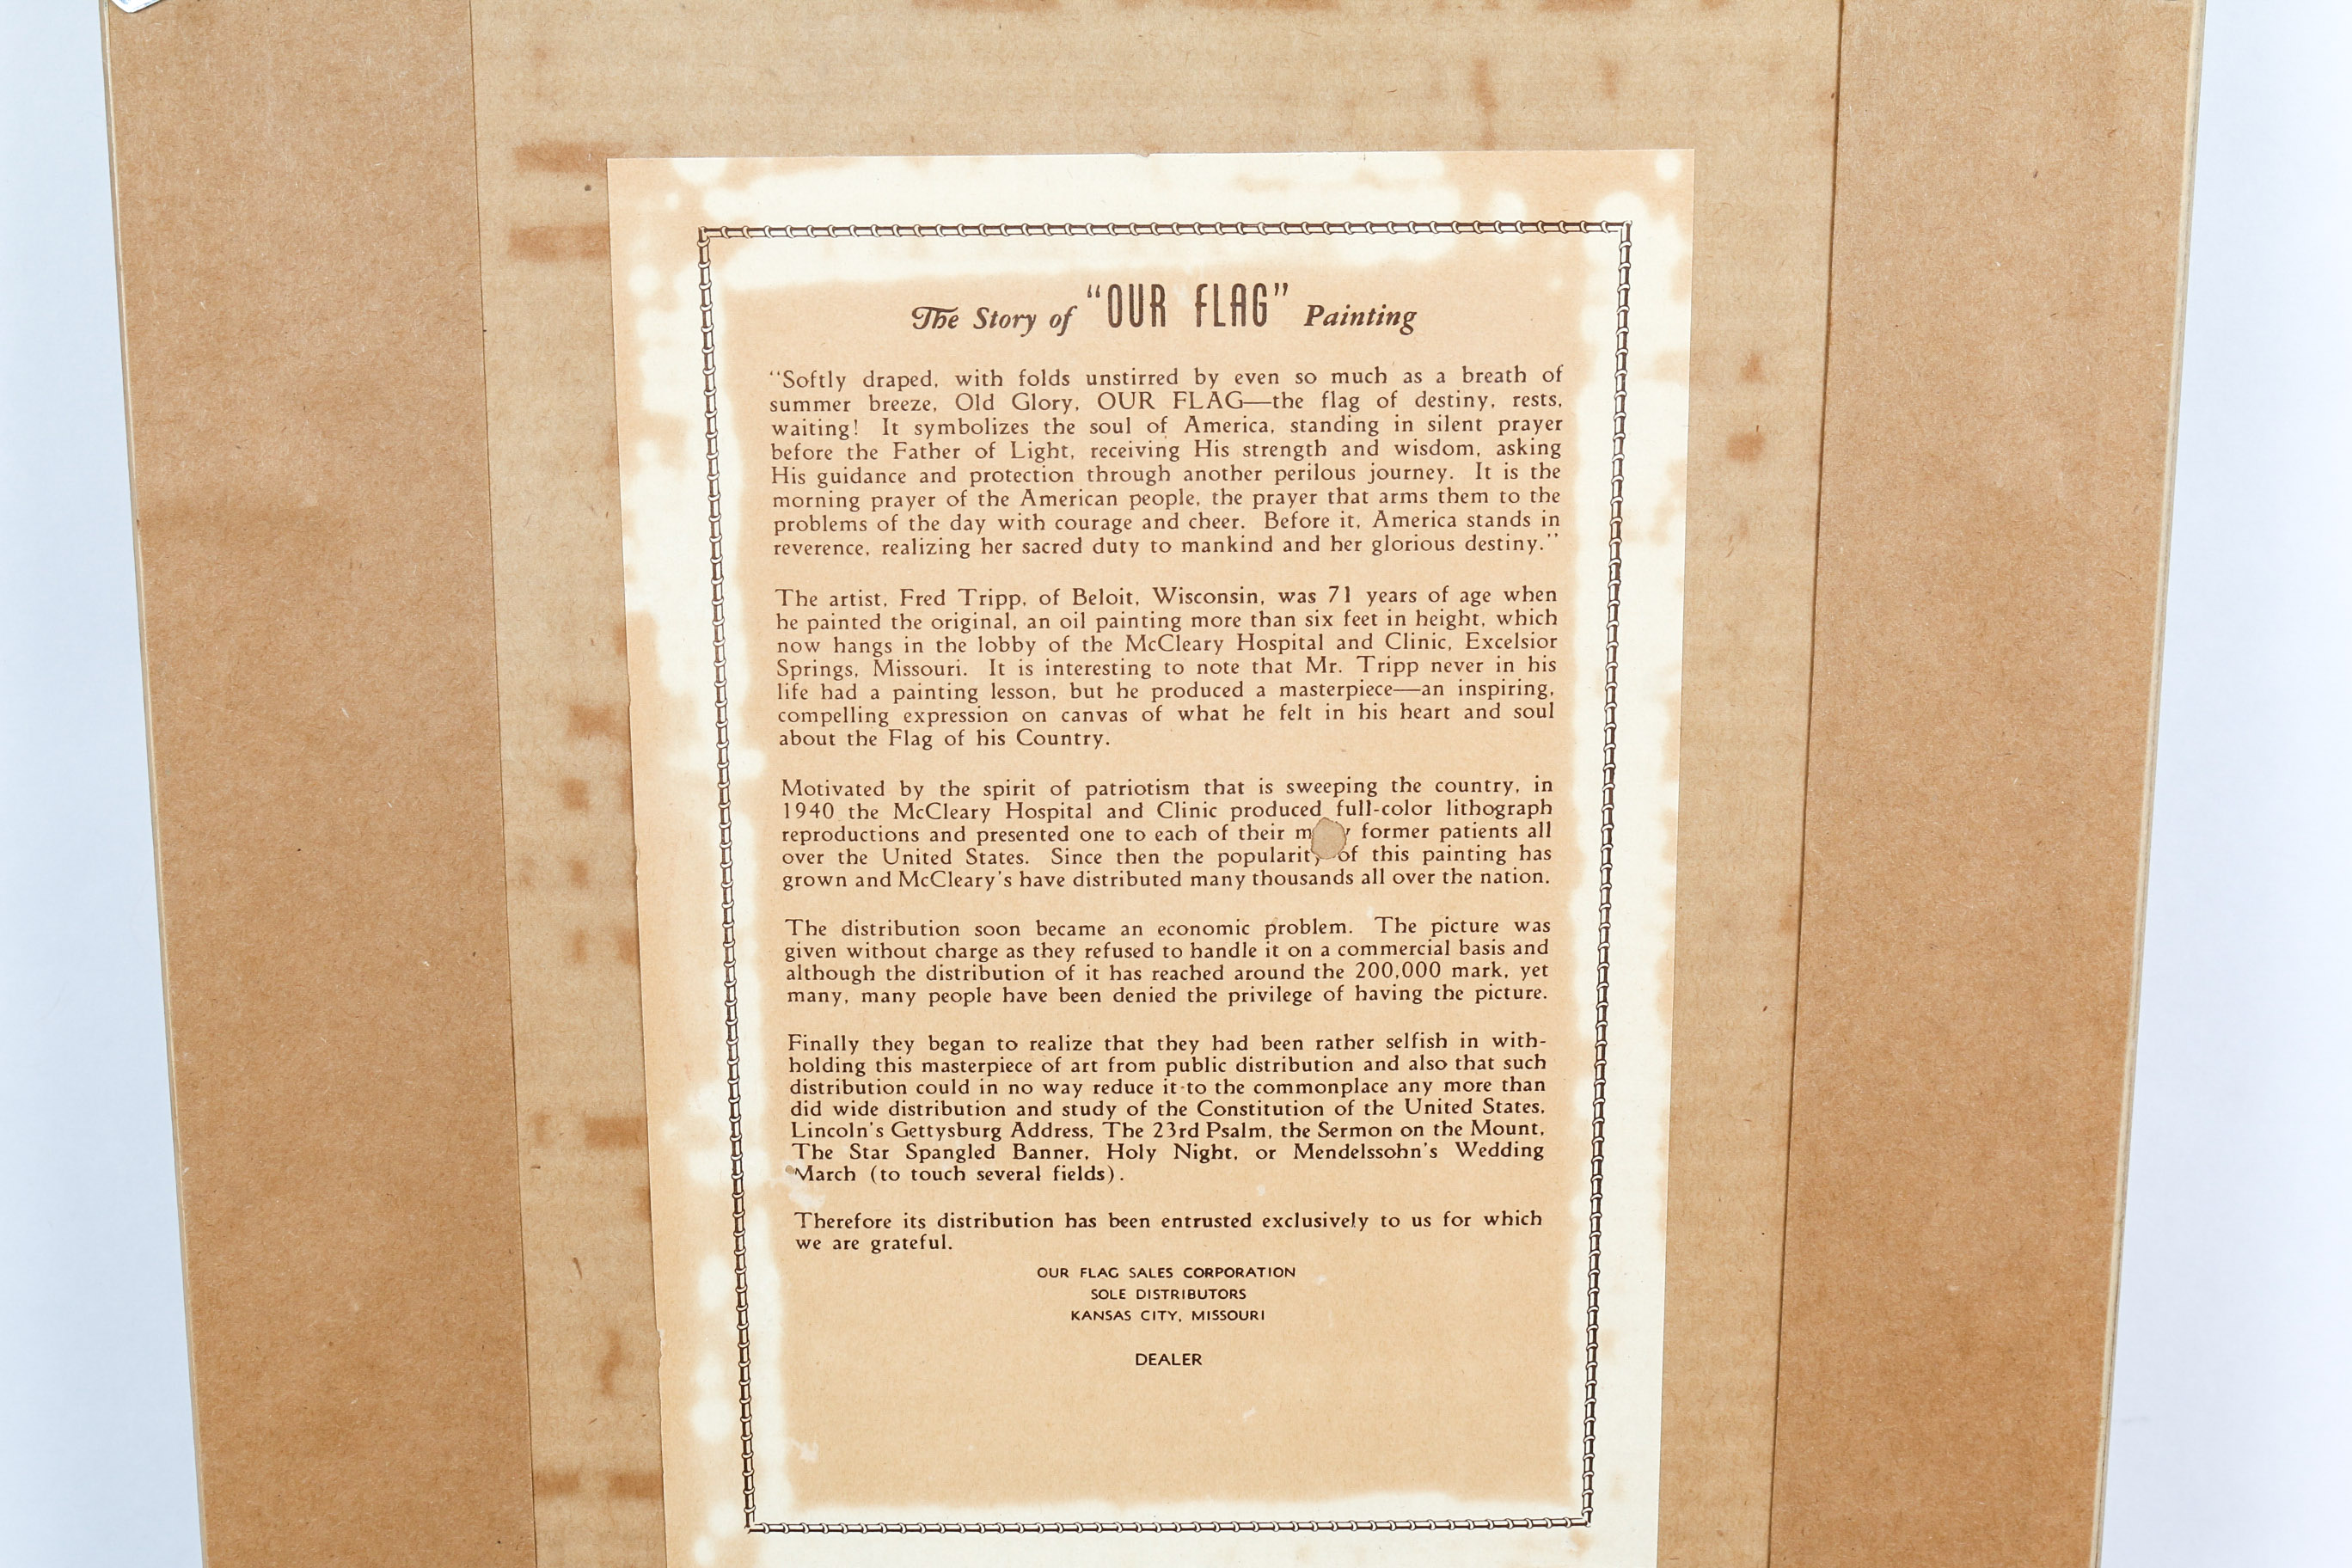 The Story of "OUR FLAG" Painting
"Softly draped, with folds unstirred by even so much as a breath of
summer breeze, Old Glory, OUR FLAG—the flag of destiny, rests,
waiting! It symbolizes the soul of America, standing in silent prayer
before the Father of Light, receiving His strength and wisdom, asking
His guidance and protection through another perilous journey. It is the
morning prayer of the American people, the prayer that arms them to the
problems of the day with courage and cheer. Before it, America stands in
reverence, realizing her sacred duty to mankind and her glorious destiny."
The artist, Fred Tripp, of Beloit, Wisconsin, was 71 years of age when
he painted the original, an oil painting more than six feet in height, which
now hangs in the lobby of the McCleary Hospital and Clinic, Excelsior
Springs, Missouri. It is interesting to note that Mr. Tripp never in his
life had a painting lesson, but he produced a masterpiece—an inspiring,
compelling expression on canvas of what he felt in his heart and soul
about the Flag of his Country.
Motivated by the spirit of patriotism that is sweeping the country, in
1940 the McCleary Hospital and Clinic produced full-color lithograph
reproductions and presented one to each of their former patients all
over the United States. Since then the popularity of this painting has
grown and McCleary's have distributed many thousands all over the nation.
The distribution soon became an economic problem. The picture was
given without charge as they refused to handle it on a commercial basis and
although the distribution of it has reached around the 200,000 mark, yet
many, many people have been denied the privilege of having the picture.
Finally they began to realize that they had been rather selfish in with-
holding this masterpiece of art from public distribution and also that such
distribution could in no way reduce it to the commonplace any more than
did wide distribution and study of the Constitution of the United States,
Lincoln's Gettysburg Address, The 23rd Psalm, the Sermon on the Mount,
The Star Spangled Banner, Holy Night, or Mendelssohn's Wedding
March (to touch several fields).
Therefore its distribution has been entrusted exclusively to us for which
we are grateful.
OUR FLAG SALES CORPORATION
SOLE DISTRIBUTORS
KANSAS CITY, MISSOURI
DEALER